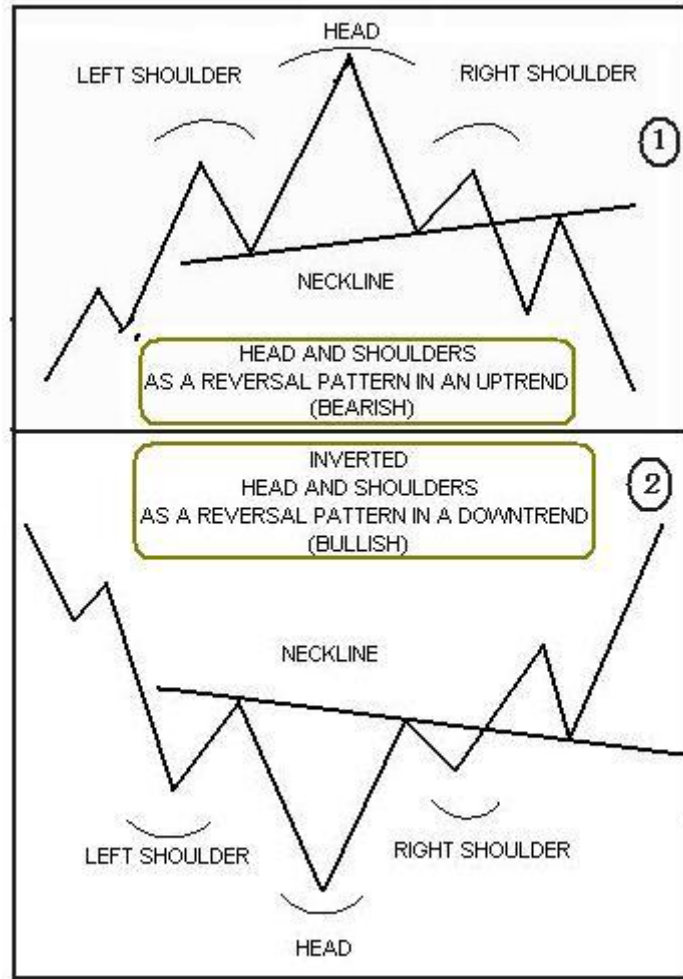 HEAD
LEFT SHOULDER
RIGHT SHOULDER
1
NECKLINE
HEAD AND SHOULDERS
AS A REVERSAL PATTERN IN AN UPTREND
(BEARISH)
INVERTED
HEAD AND SHOULDERS
AS A REVERSAL PATTERN IN A DOWNTREND
(BULLISH)
2
NECKLINE
LEFT SHOULDER
RIGHT SHOULDER
HEAD